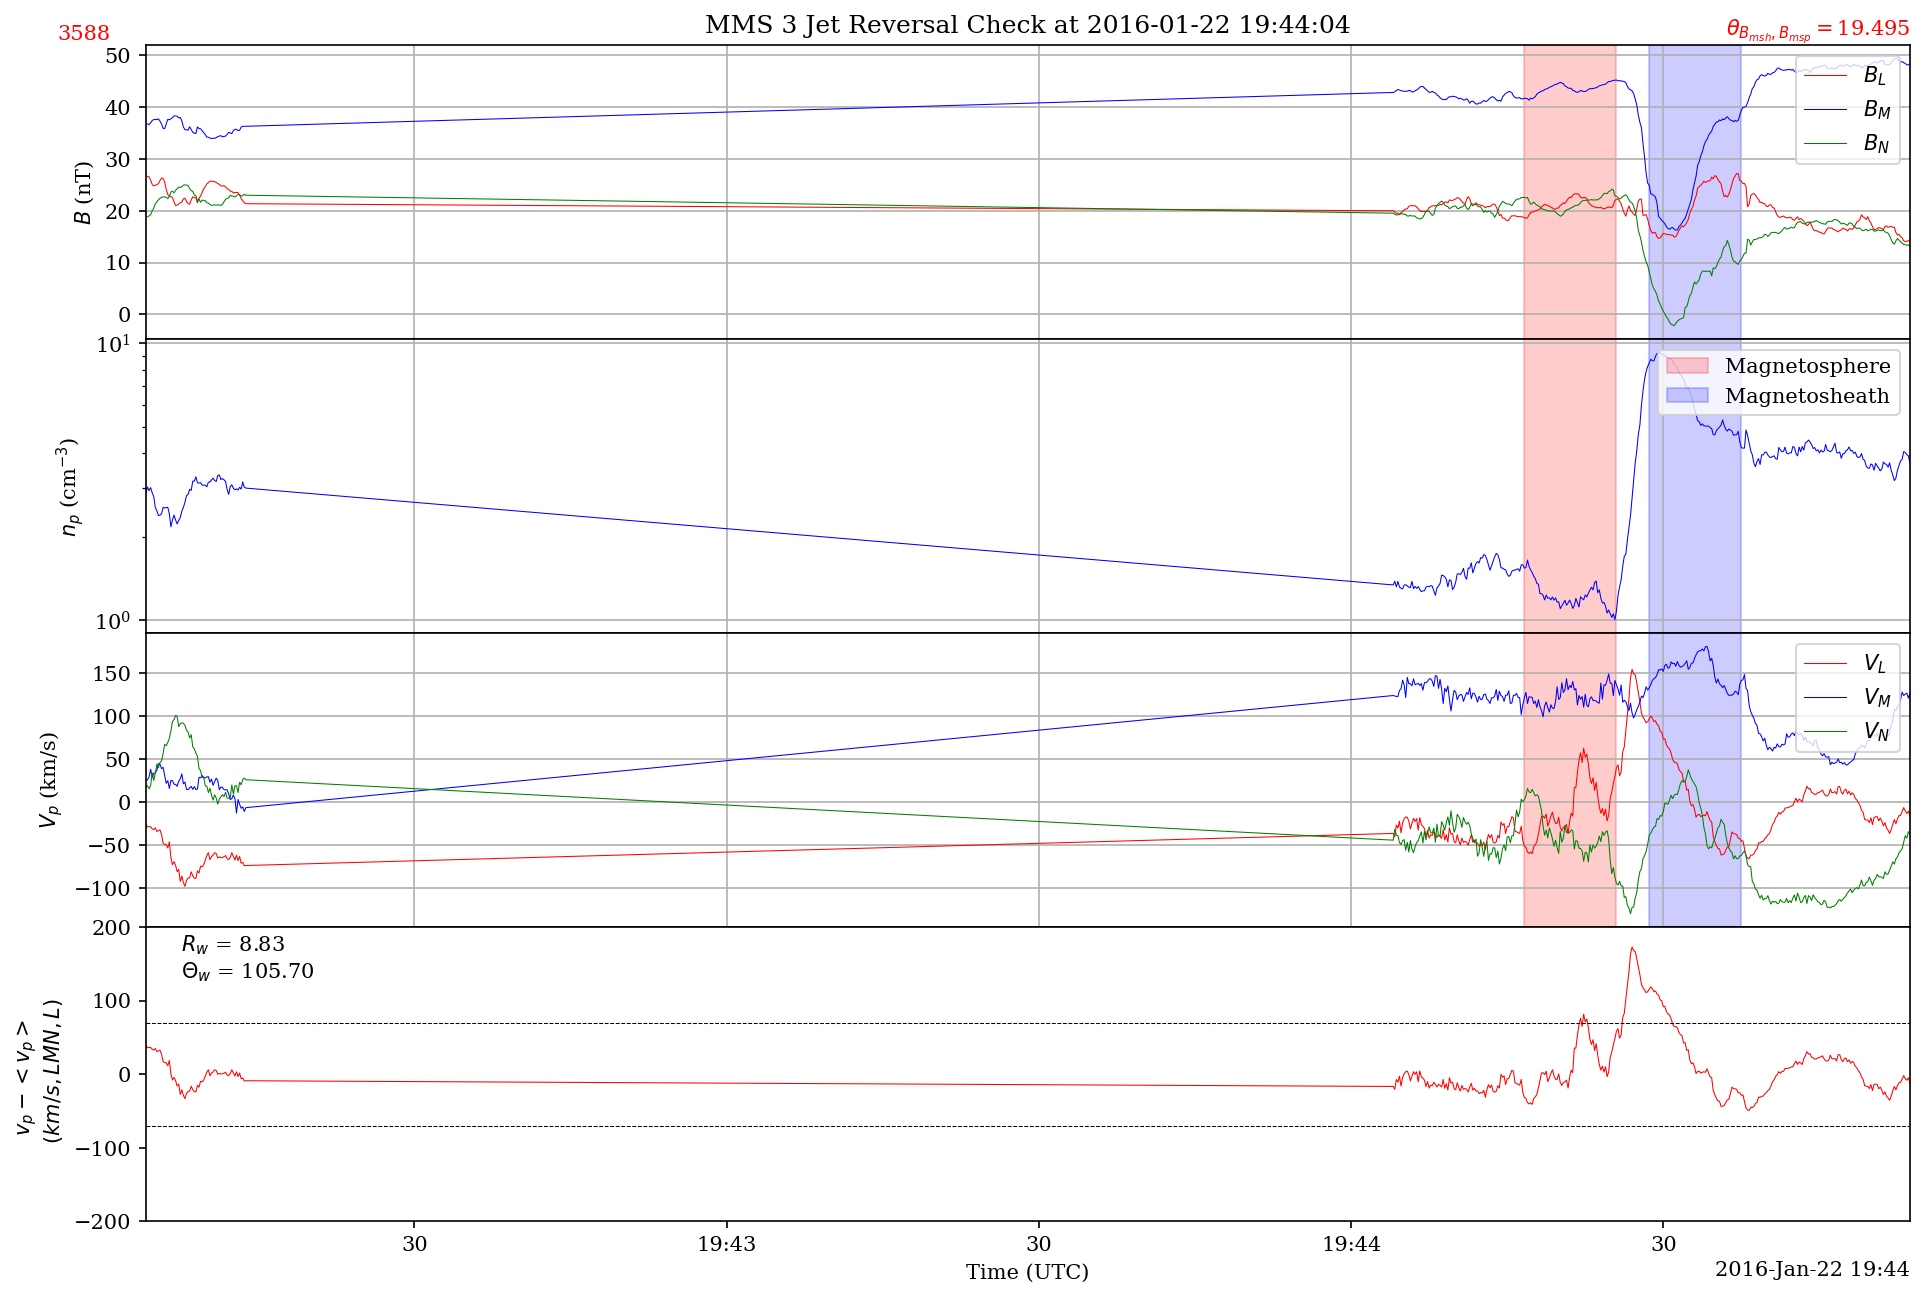 3588
MMS 3 Jet Reversal Check at 2016-01-22 19:44:04
θ_{B_{msh}, B_{msp}} = 19.495
50
40
30
20
10
0
B (nT)
B_L
B_M
B_N
10^1
10^0
n_p (cm^{-3})
Magnetosphere
Magnetosheath
150
100
50
0
−50
−100
V_p (km/s)
V_L
V_M
V_N
200
100
0
−100
−200
v_p − <v_p>
(km/s, LMN, L)
R_w = 8.83
Θ_w = 105.70
30
19:43
30
19:44
30
Time (UTC)
2016-Jan-22 19:44